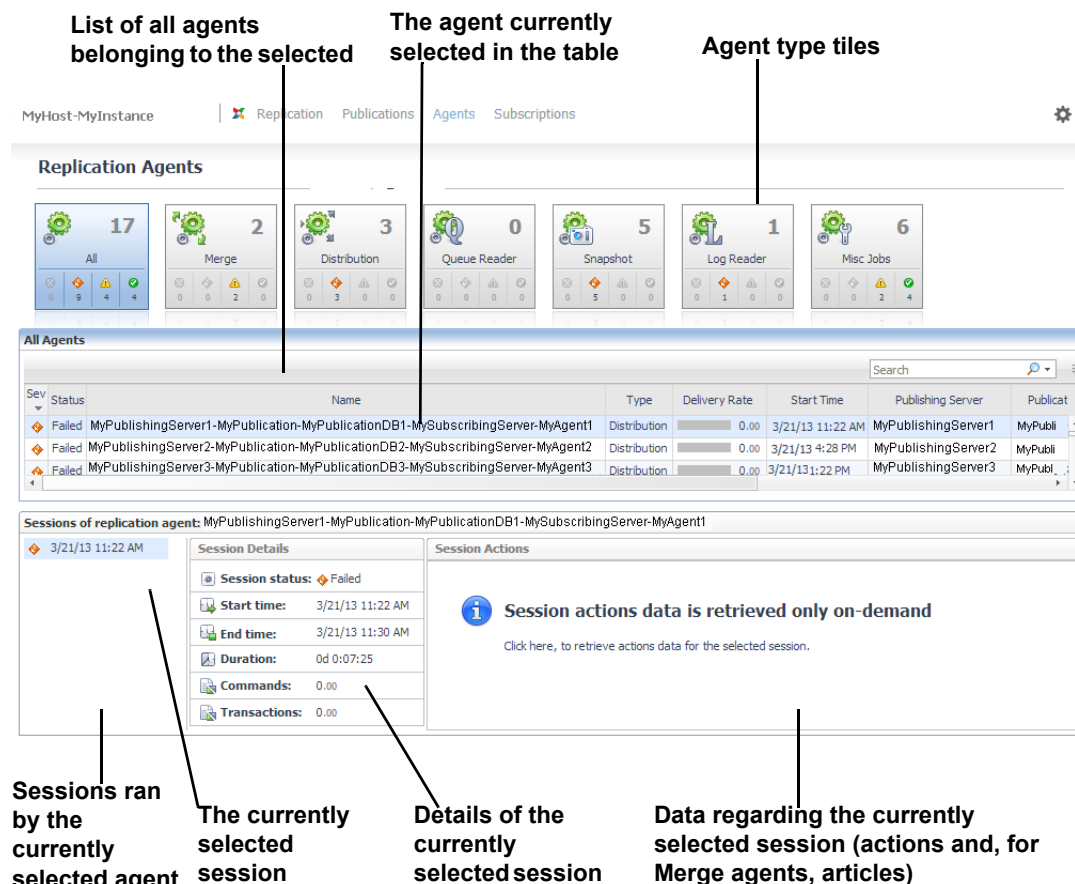 List of all agents
belonging to the selected
The agent currently
selected in the table
Agent type tiles
MyHost-MyInstance
Replication Publications Agents Subscriptions
Replication Agents
17 2 3 0 5 1 6
All Merge Distribution Queue Reader Snapshot Log Reader Misc Jobs
0 9 4 4 0 0 2 0 0 3 0 0 0 0 0 0 0 5 0 0 0 1 0 0 0 0 2 4
All Agents
Search
Sev Status Name Type Delivery Rate Start Time Publishing Server Publicat
Failed MyPublishingServer1-MyPublication-MyPublicationDB1-MySubscribingServer-MyAgent1 Distribution 0.00 3/21/13 11:22 AM MyPublishingServer1 MyPubli
Failed MyPublishingServer2-MyPublication-MyPublicationDB2-MySubscribingServer-MyAgent2 Distribution 0.00 3/21/13 4:28 PM MyPublishingServer2 MyPubli
Failed MyPublishingServer3-MyPublication-MyPublicationDB3-MySubscribingServer-MyAgent3 Distribution 0.00 3/21/131:22 PM MyPublishingServer3 MyPubl
Sessions of replication agent: MyPublishingServer1-MyPublication-MyPublicationDB1-MySubscribingServer-MyAgent1
3/21/13 11:22 AM
Session Details
Session status: Failed
Start time: 3/21/13 11:22 AM
End time: 3/21/13 11:30 AM
Duration: 0d 0:07:25
Commands: 0.00
Transactions: 0.00
Session Actions
Session actions data is retrieved only on-demand
Click here, to retrieve actions data for the selected session.
Sessions ran
by the
currently
selected agent
The currently
selected
session
Details of the
currently
selected session
Data regarding the currently
selected session (actions and, for
Merge agents, articles)